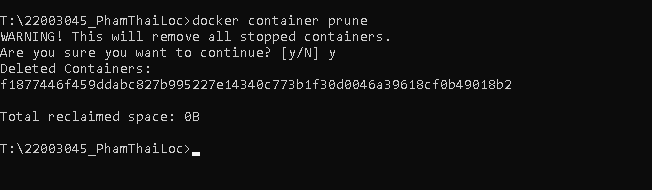 T:\22003045_PhamThaiLoc>docker container prune
WARNING! This will remove all stopped containers.
Are you sure you want to continue? [y/N] y
Deleted Containers:
f1877446f459ddabc827b995227e14340c773b1f30d0046a39618cf0b49018b2
Total reclaimed space: 0B
T:\22003045_PhamThaiLoc>